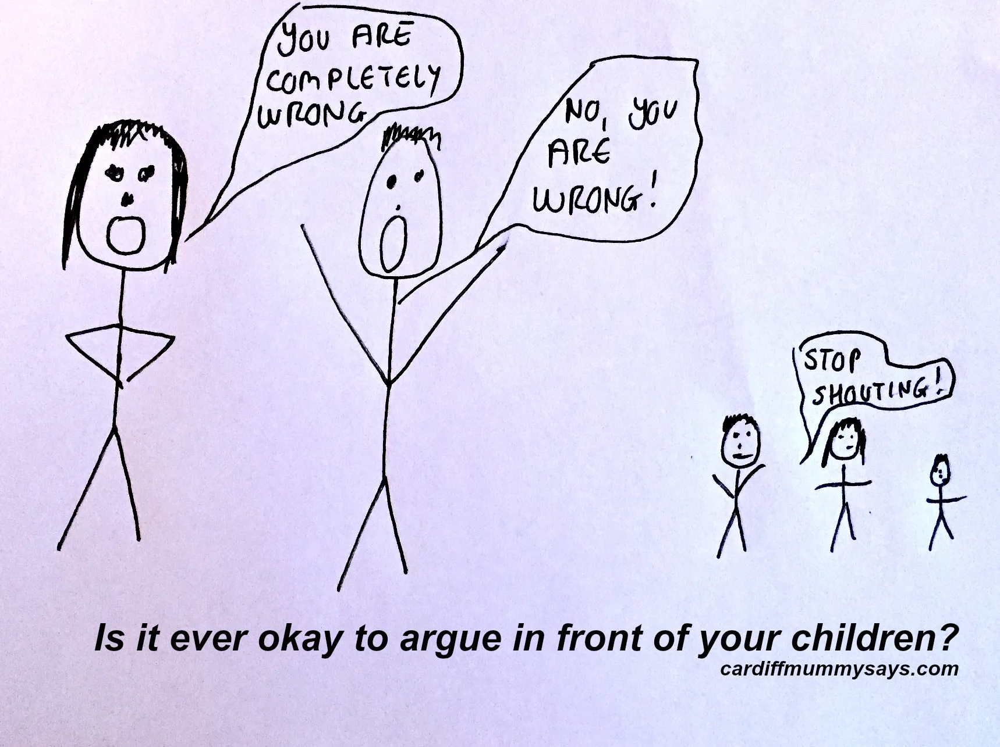 YOU ARE
COMPLETELY
WRONG
NO, YOU
ARE
WRONG!
STOP
SHOUTING!
Is it ever okay to argue in front of your children?
cardiffmummysays.com